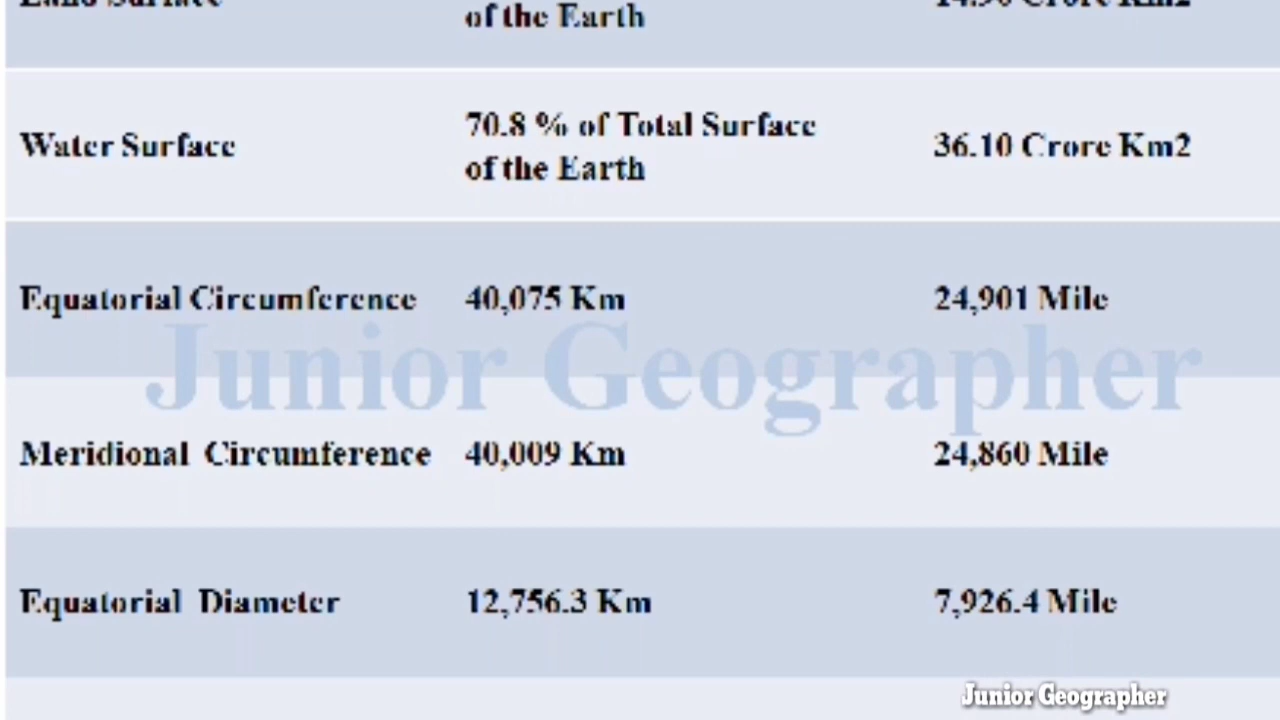 of the Earth
Water Surface
70.8 % of Total Surface
of the Earth
36.10 Crore Km2
Equatorial Circumference 40,075 Km 24,901 Mile
Junior Geographer
Meridional Circumference 40,009 Km 24,860 Mile
Equatorial Diameter 12,756.3 Km 7,926.4 Mile
Junior Geographer